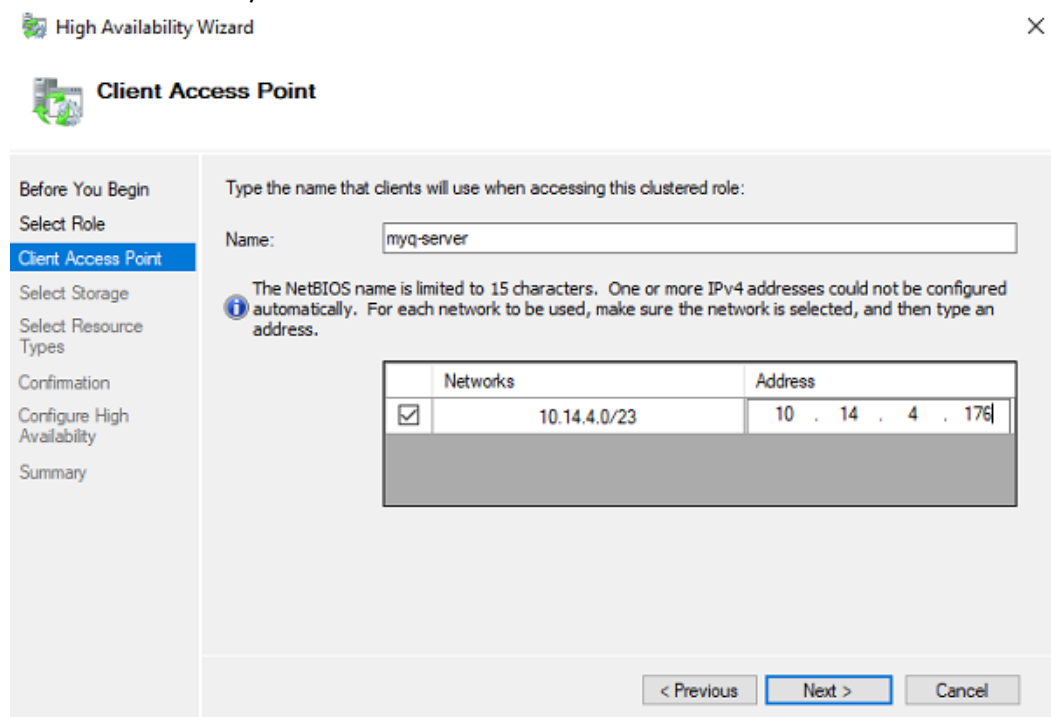 High Availability Wizard
Client Access Point
Before You Begin
Select Role
Client Access Point
Select Storage
Select Resource
Types
Confirmation
Configure High
Availability
Summary
Type the name that clients will use when accessing this clustered role:
Name:
myq-server
The NetBIOS name is limited to 15 characters. One or more IPv4 addresses could not be configured
automatically. For each network to be used, make sure the network is selected, and then type an
address.
Networks Address
10.14.4.0/23 10 . 14 . 4 . 176
< Previous Next > Cancel